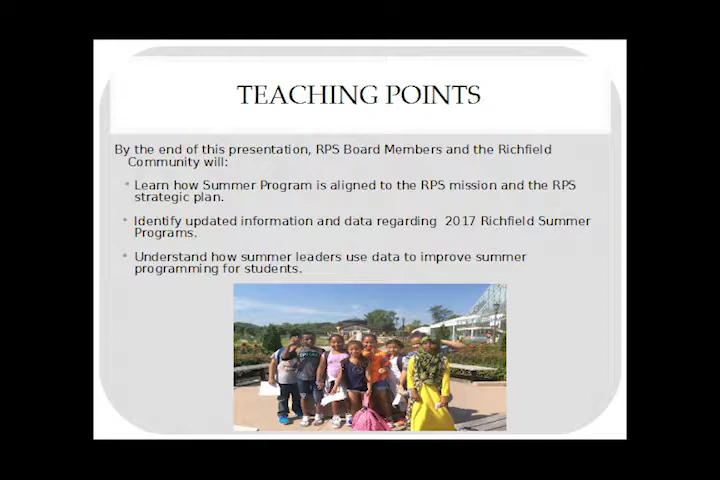 TEACHING POINTS
By the end of this presentation, RPS Board Members and the Richfield
Community will:
• Learn how Summer Program is aligned to the RPS mission and the RPS
strategic plan.
• Identify updated information and data regarding  2017 Richfield Summer
Programs.
• Understand how summer leaders use data to improve summer
programming for students.